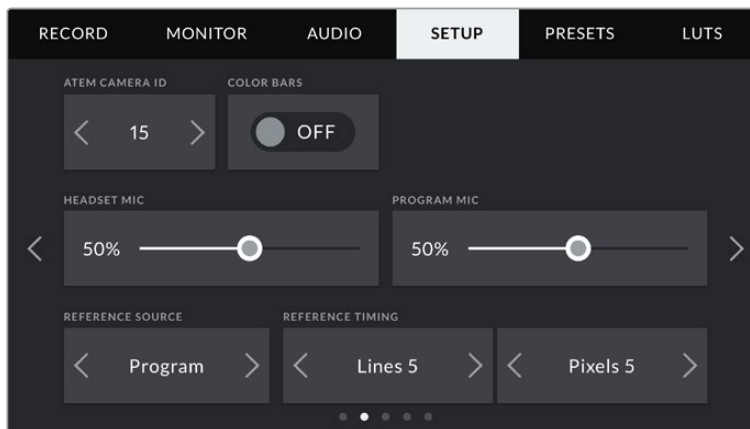 RECORD MONITOR AUDIO SETUP PRESETS LUTS
ATEM CAMERA ID COLOR BARS
15 OFF
HEADSET MIC PROGRAM MIC
50% 50%
REFERENCE SOURCE REFERENCE TIMING
Program Lines 5 Pixels 5